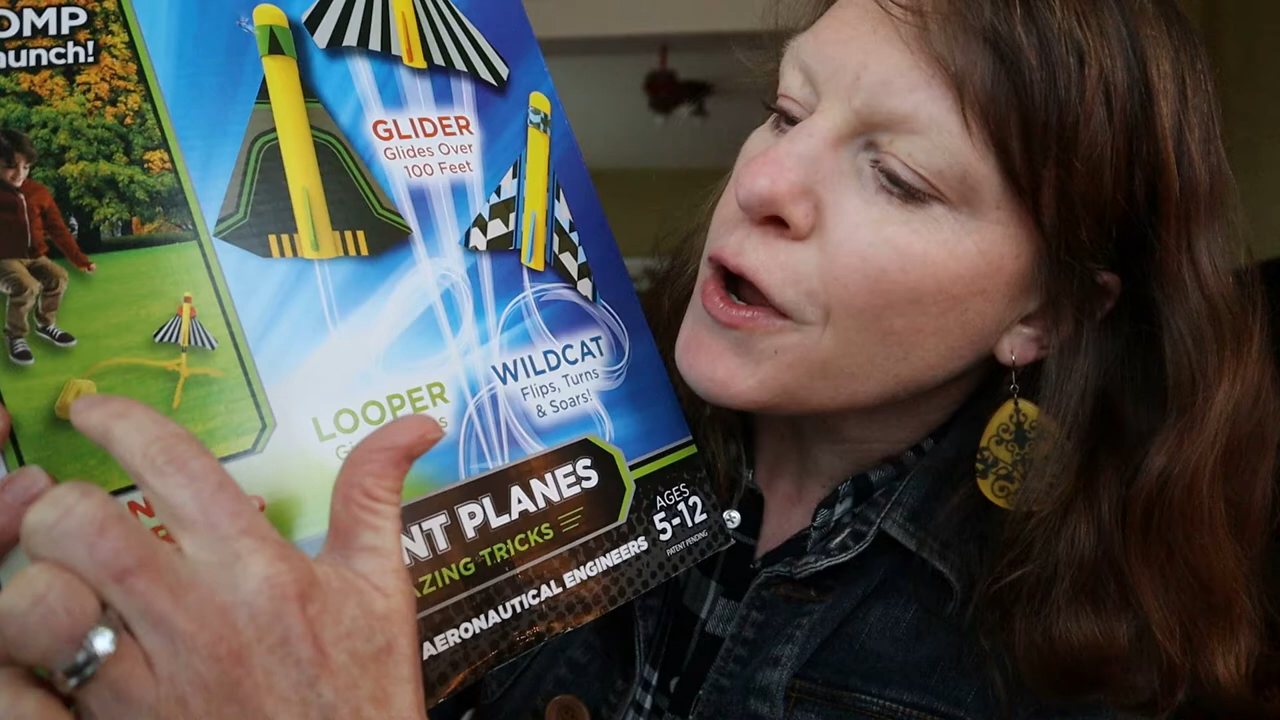 OMP
aunch!
GLIDER
Glides Over
100 Feet
WILDCAT
Flips, Turns
& Soars!
LOOPER
NT PLANES
AZING TRICKS
AERONAUTICAL ENGINEERS
AGES
5-12
PATENT PENDING